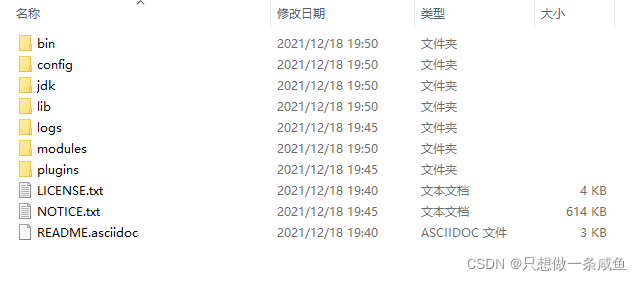 名称 修改日期 类型 大小
bin 2021/12/18 19:50 文件夹
config 2021/12/18 19:50 文件夹
jdk 2021/12/18 19:50 文件夹
lib 2021/12/18 19:50 文件夹
logs 2021/12/18 19:45 文件夹
modules 2021/12/18 19:50 文件夹
plugins 2021/12/18 19:45 文件夹
LICENSE.txt 2021/12/18 19:40 文本文档 4 KB
NOTICE.txt 2021/12/18 19:45 文本文档 614 KB
README.asciidoc 2021/12/18 19:40 ASCIIDOC 文件 3 KB
CSDN @只想做一条咸鱼